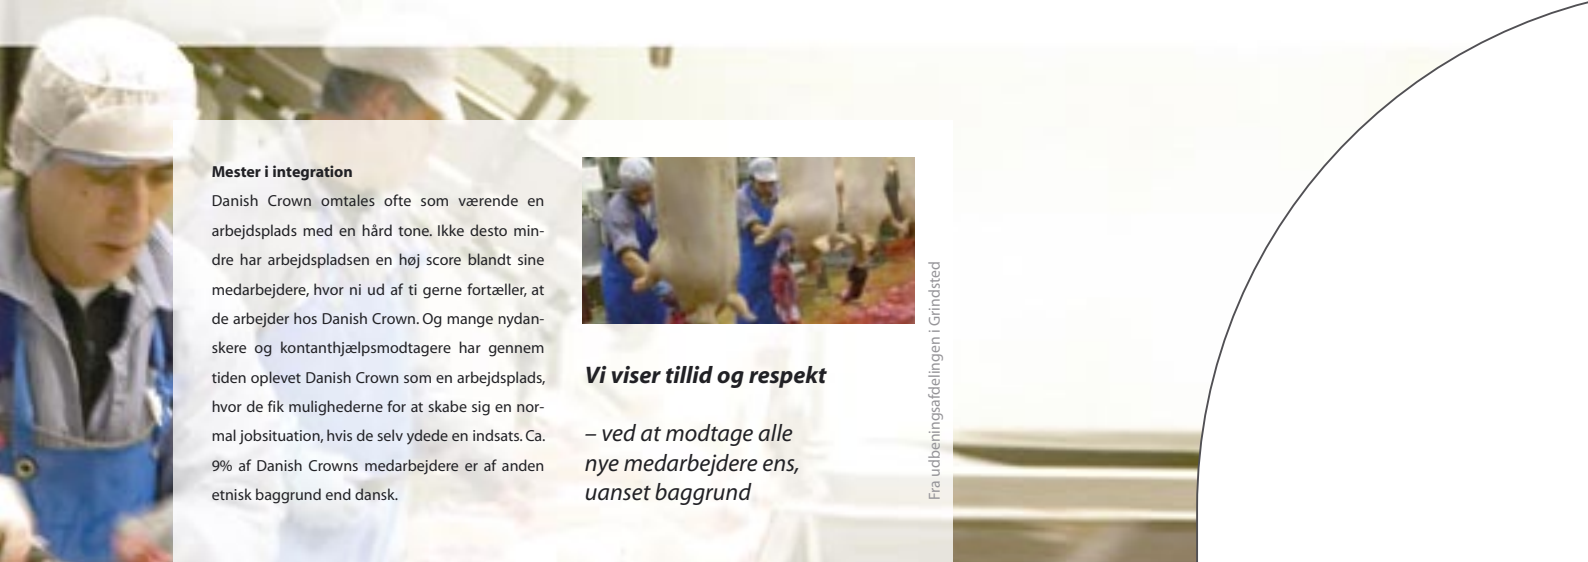 Mester i integration
Danish Crown omtales ofte som værende en
arbejdsplads med en hård tone. Ikke desto min-
dre har arbejdspladsen en høj score blandt sine
medarbejdere, hvor ni ud af ti gerne fortæller, at
de arbejder hos Danish Crown. Og mange nydan-
skere og kontanthjælpsmodtagere har gennem
tiden oplevet Danish Crown som en arbejdsplads,
hvor de fik mulighederne for at skabe sig en nor-
mal jobsituation, hvis de selv ydede en indsats. Ca.
9% af Danish Crowns medarbejdere er af anden
etnisk baggrund end dansk.
Vi viser tillid og respekt
– ved at modtage alle
nye medarbejdere ens,
uanset baggrund
Fra udbeningsafdelingen i Grindsted